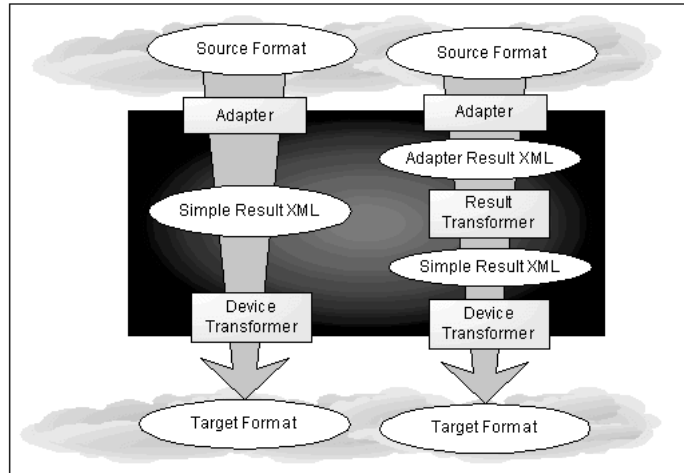 Source Format
Adapter
Simple Result XML
Device
Transformer
Target Format
Source Format
Adapter
Adapter Result XML
Result
Transformer
Simple Result XML
Device
Transformer
Target Format